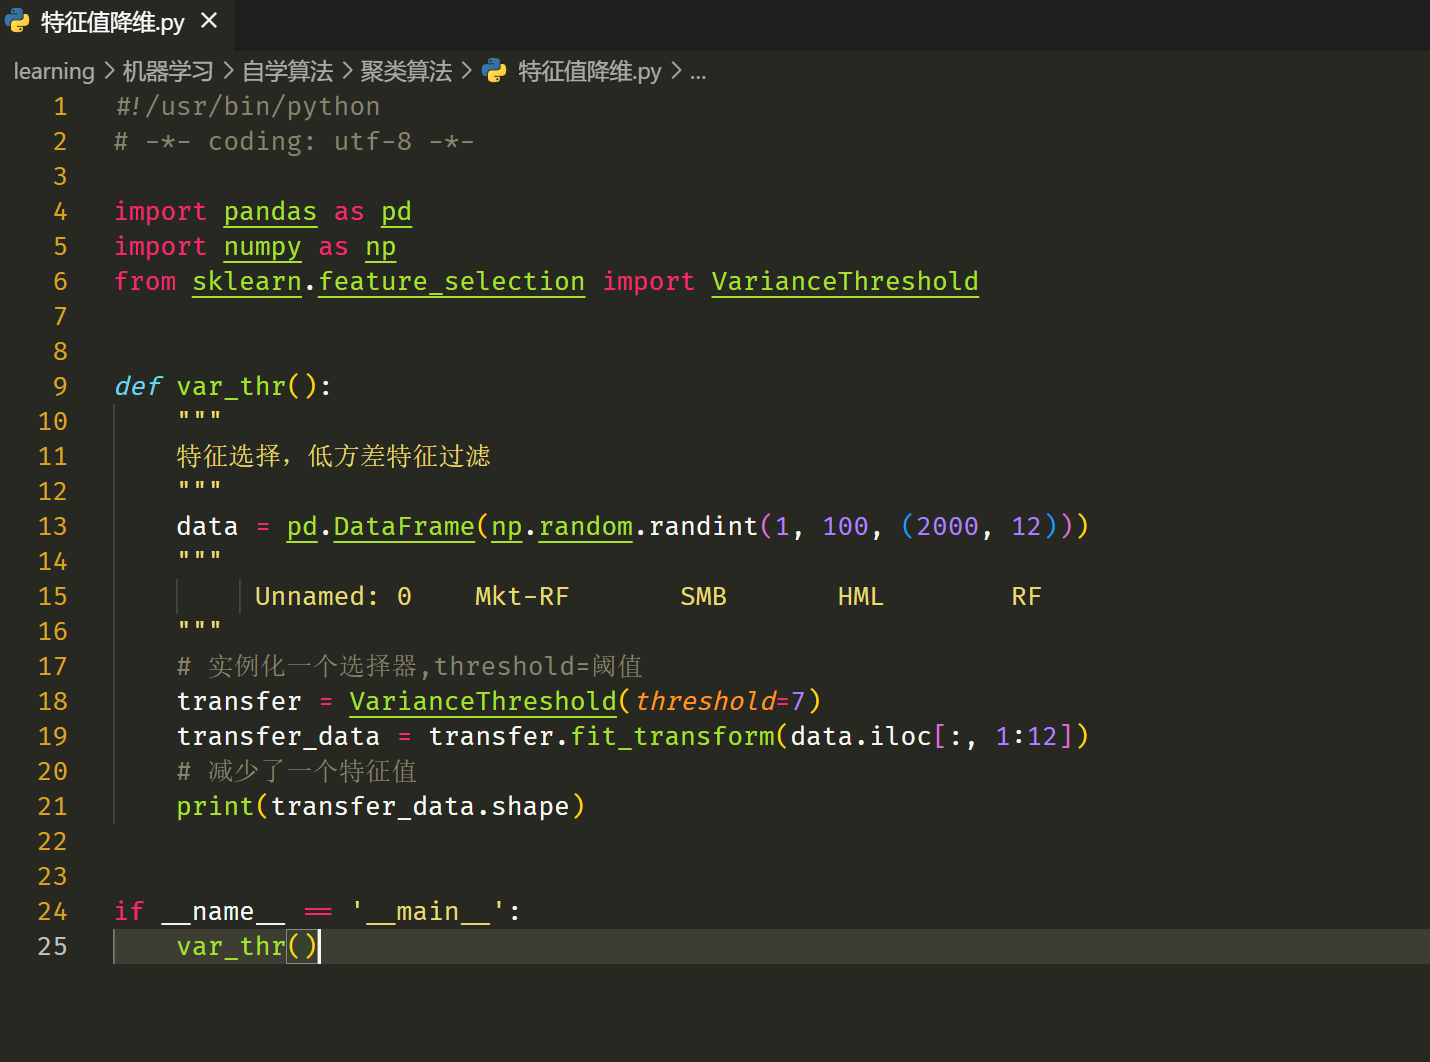 特征值降维.py
learning > 机器学习 > 自学算法 > 聚类算法 > 特征值降维.py > ...
1 #!/usr/bin/python
2 # -*- coding: utf-8 -*-
3
4 import pandas as pd
5 import numpy as np
6 from sklearn.feature_selection import VarianceThreshold
7
8
9 def var_thr():
10     """
11     特征选择，低方差特征过滤
12     """
13     data = pd.DataFrame(np.random.randint(1, 100, (2000, 12)))
14     """
15          Unnamed: 0    Mkt-RF       SMB       HML        RF
16     """
17     # 实例化一个选择器,threshold=阈值
18     transfer = VarianceThreshold(threshold=7)
19     transfer_data = transfer.fit_transform(data.iloc[:, 1:12])
20     # 减少了一个特征值
21     print(transfer_data.shape)
22
23
24 if __name__ == '__main__':
25     var_thr()